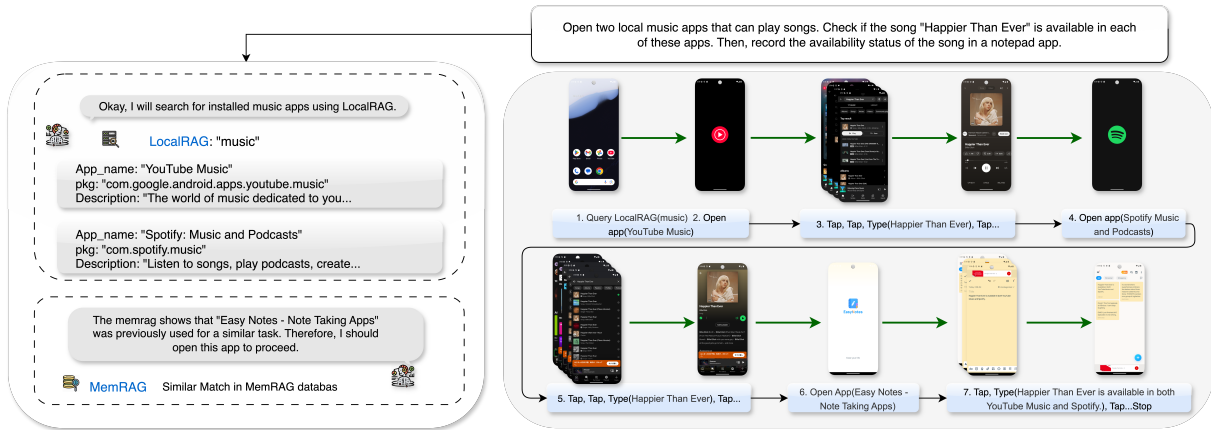 Open two local music apps that can play songs. Check if the song "Happier Than Ever" is available in each
of these apps. Then, record the availability status of the song in a notepad app.
Okay, I will search for installed music apps using LocalRAG.
LocalRAG: "music"
App_name: "YouTube Music"
pkg: "com.google.android.apps.youtube.music"
Description: "The world of music dedicated to you...
App_name: "Spotify: Music and Podcasts"
pkg: "com.spotify.music"
Description: "Listen to songs, play podcasts, create...
The memrag shows that "Easy Notes - Note Taking Apps"
was previously used for a similar task. Therefore, I should
open this app to proceed.
MemRAG Similar Match in MemRAG databas
1. Query LocalRAG(music) 2. Open
app(YouTube Music)
3. Tap, Tap, Type(Happier Than Ever), Tap...
4. Open app(Spotify Music
and Podcasts)
Easy Notes
5. Tap, Tap, Type(Happier Than Ever), Tap...
6. Open App(Easy Notes -
Note Taking Apps)
7. Tap, Type(Happier Than Ever is available in both
YouTube Music and Spotify.), Tap...Stop